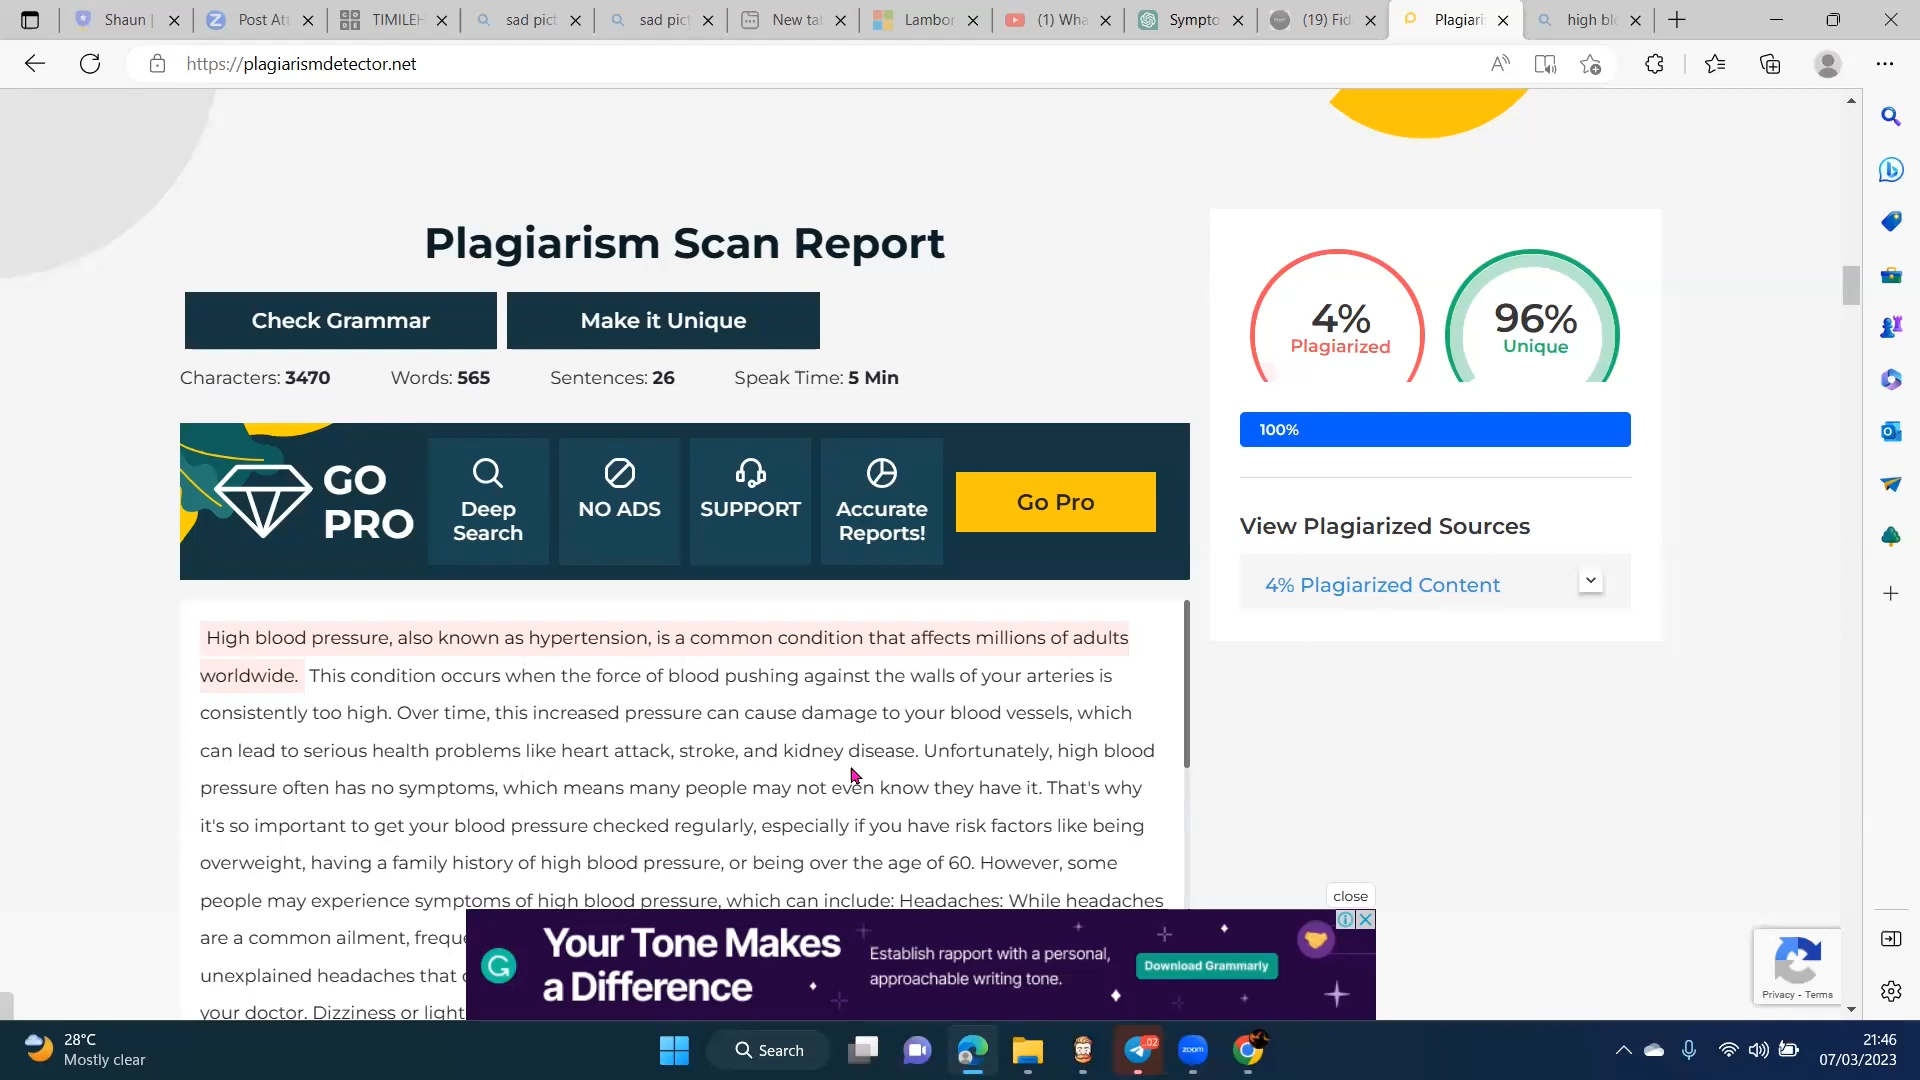 Shaun |
Post Att
TIMILEH
sad pict
sad pict
New tab
Lambor
(1) Wha
Sympto
(19) Fid
Plagiaris
high blo
https://plagiarismdetector.net
Plagiarism Scan Report
Check Grammar
Make it Unique
Characters: 3470 Words: 565 Sentences: 26 Speak Time: 5 Min
GO PRO
Deep Search
NO ADS
SUPPORT
Accurate Reports!
Go Pro
4%
Plagiarized
96%
Unique
100%
View Plagiarized Sources
4% Plagiarized Content
High blood pressure, also known as hypertension, is a common condition that affects millions of adults
worldwide. This condition occurs when the force of blood pushing against the walls of your arteries is
consistently too high. Over time, this increased pressure can cause damage to your blood vessels, which
can lead to serious health problems like heart attack, stroke, and kidney disease. Unfortunately, high blood
pressure often has no symptoms, which means many people may not even know they have it. That's why
it's so important to get your blood pressure checked regularly, especially if you have risk factors like being
overweight, having a family history of high blood pressure, or being over the age of 60. However, some
people may experience symptoms of high blood pressure, which can include: Headaches: While headaches
are a common ailment, freque
unexplained headaches that
your doctor. Dizziness or light
close
Your Tone Makes
a Difference
Establish rapport with a personal,
approachable writing tone.
Download Grammarly
Privacy - Terms
28°C
Mostly clear
Search
02
zoom
21:46
07/03/2023